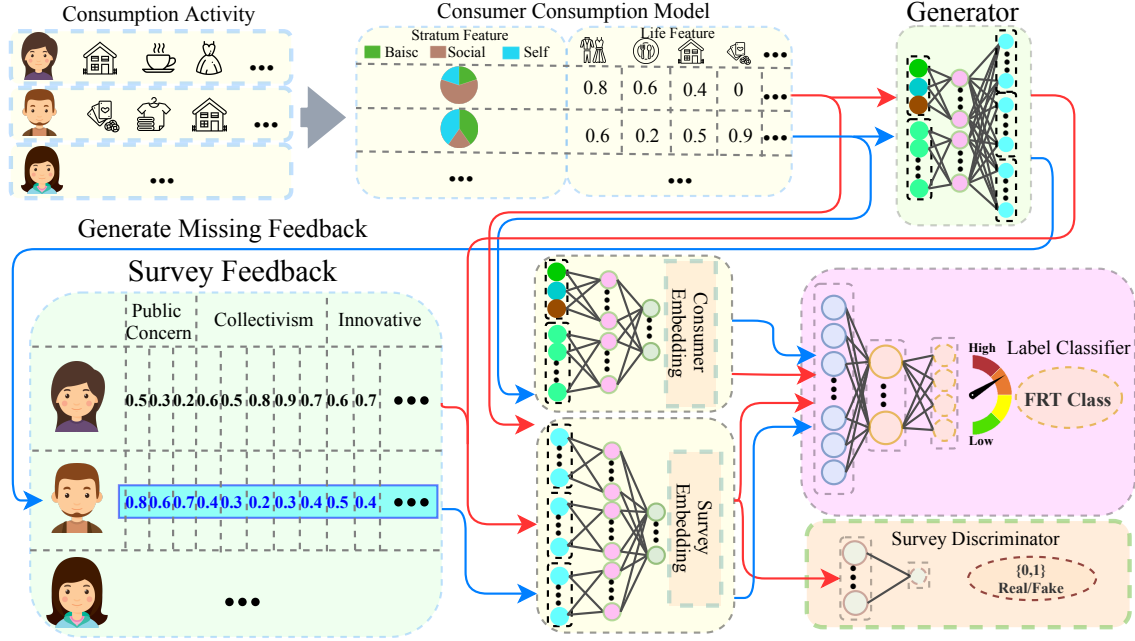 Consumption Activity
Consumer Consumption Model
Generator
Stratum Feature
Life Feature
Baisc
Social
Self
0.8 0.6 0.4 0
0.6 0.2 0.5 0.9
Generate Missing Feedback
Survey Feedback
Public
Concern
Collectivism
Innovative
0.5 0.3 0.2 0.6 0.5 0.8 0.9 0.7 0.6 0.7
0.8 0.6 0.7 0.4 0.3 0.2 0.3 0.4 0.5 0.4
Consumer
Embedding
Survey
Embedding
High
Label Classifier
FRT Class
Low
Survey Discriminator
{0,1}
Real/Fake